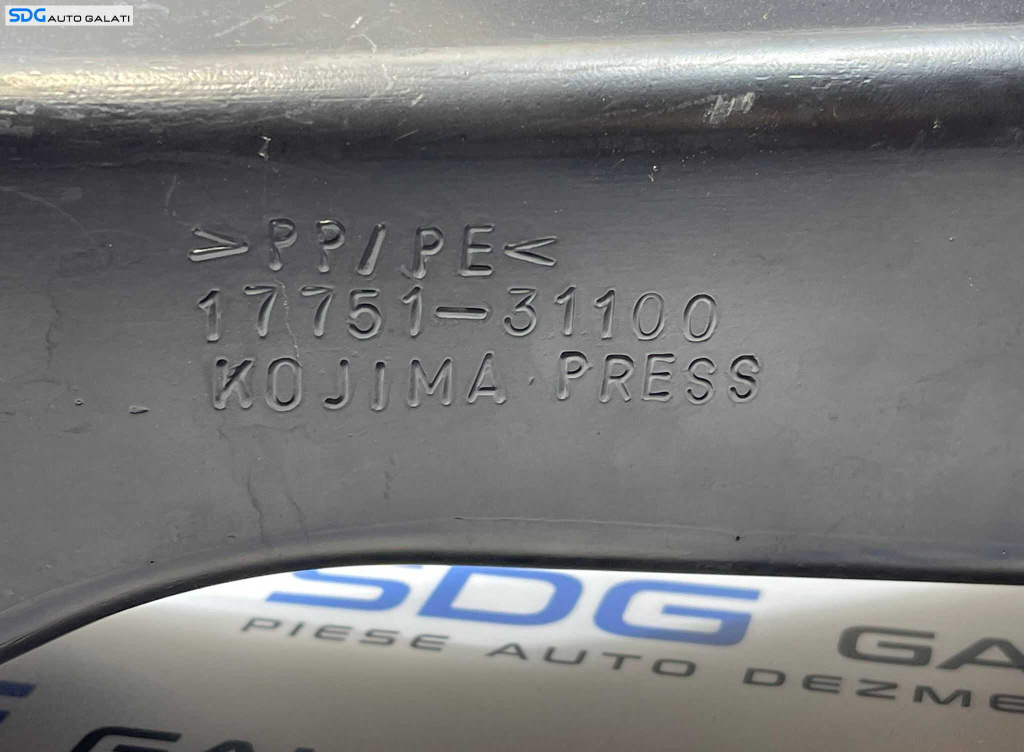 SDG AUTO GALATI
>PP/PE<
17751-31100
KOJIMA PRESS
SDG
PIESE AUTO DEZME
GA